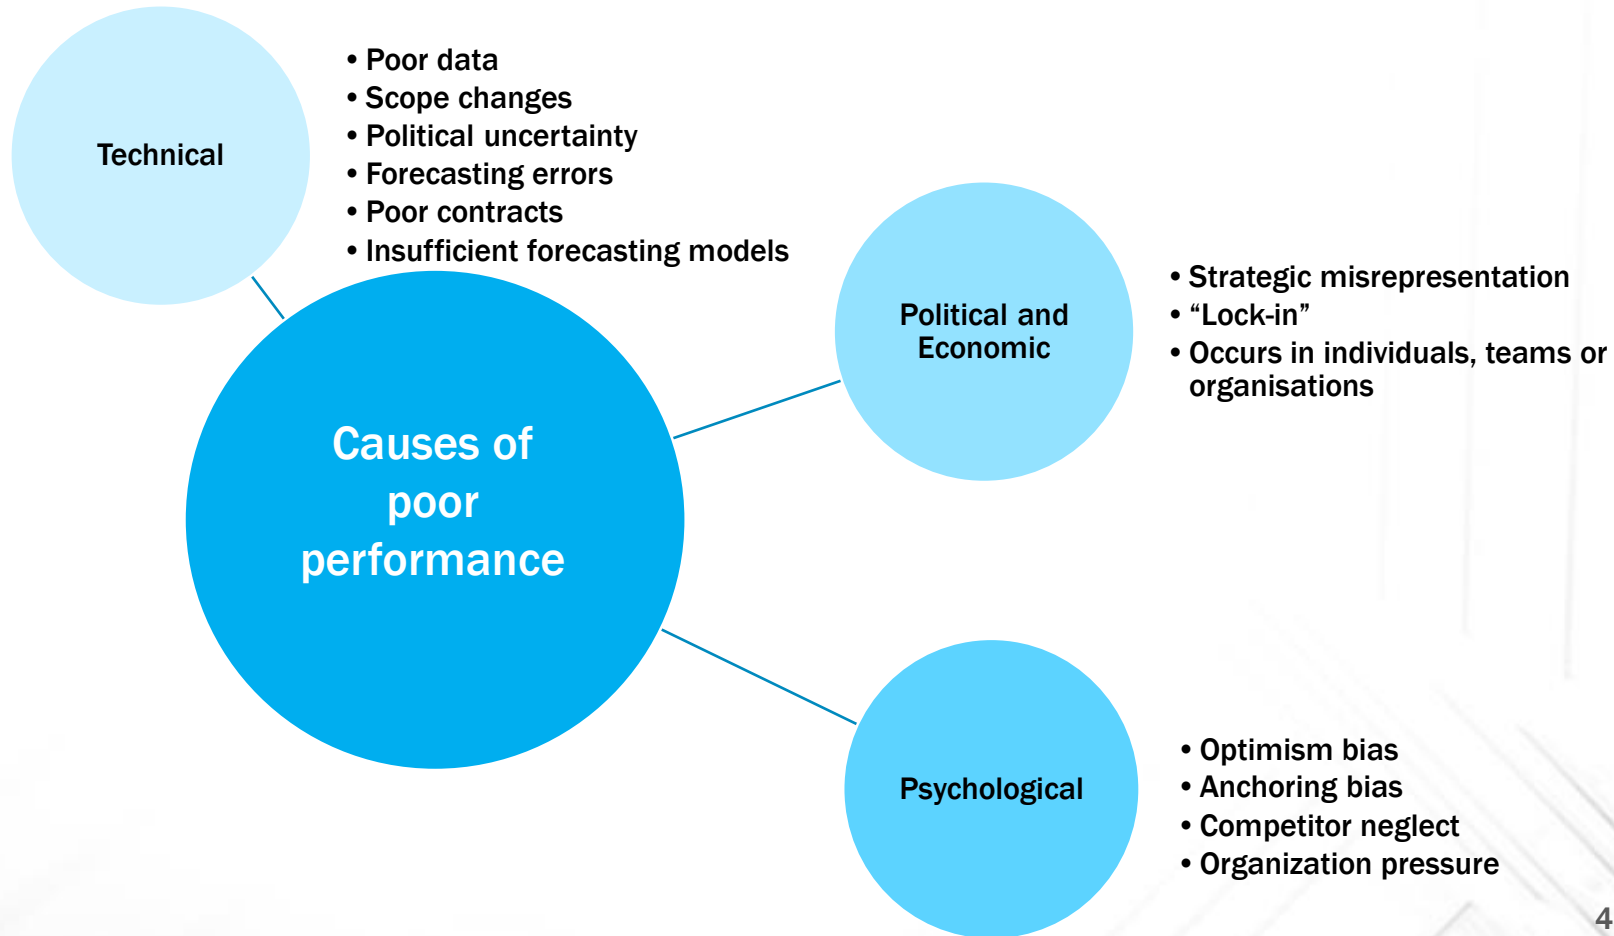 Technical
• Poor data
• Scope changes
• Political uncertainty
• Forecasting errors
• Poor contracts
• Insufficient forecasting models
Causes of
poor
performance
Political and
Economic
• Strategic misrepresentation
• “Lock-in”
• Occurs in individuals, teams or
organisations
Psychological
• Optimism bias
• Anchoring bias
• Competitor neglect
• Organization pressure
4